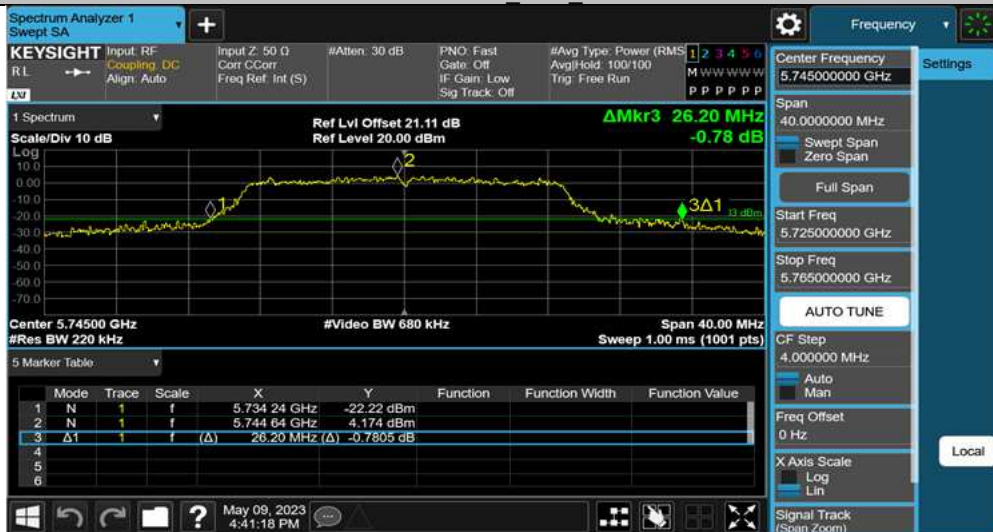 Spectrum Analyzer 1
Swept SA
+
Frequency
KEYSIGHT
RL
LXI
Input: RF
Coupling: DC
Align: Auto
Input Z: 50 Ω
Corr CCorr
Freq Ref: Int (S)
#Atten: 30 dB
PNO: Fast
Gate: Off
IF Gain: Low
Sig Track: Off
#Avg Type: Power (RMS
Avg|Hold: 100/100
Trig: Free Run
1 2 3 4 5 6
M W W W W W
P P P P P P
1 Spectrum
Scale/Div 10 dB
Ref Lvl Offset 21.11 dB
Ref Level 20.00 dBm
ΔMkr3 26.20 MHz
-0.78 dB
Log
10.0
0.00
-10.0
-20.0
-30.0
-40.0
-50.0
-60.0
-70.0
1
2
3Δ1
Center 5.74500 GHz
#Res BW 220 kHz
#Video BW 680 kHz
Span 40.00 MHz
Sweep 1.00 ms (1001 pts)
5 Marker Table
Mode Trace Scale X Y Function Function Width Function Value
1 N 1 f 5.734 24 GHz -22.22 dBm
2 N 1 f 5.744 64 GHz 4.174 dBm
3 Δ1 1 f (Δ) 26.20 MHz (Δ) -0.7805 dB
4
5
6
?
May 09, 2023
4:41:18 PM
Center Frequency
5.745000000 GHz
Span
40.0000000 MHz
Swept Span
Zero Span
Full Span
Start Freq
5.725000000 GHz
Stop Freq
5.765000000 GHz
AUTO TUNE
CF Step
4.000000 MHz
Auto
Man
Freq Offset
0 Hz
X Axis Scale
Log
Lin
Signal Track
(Span Zoom)
Settings
Local